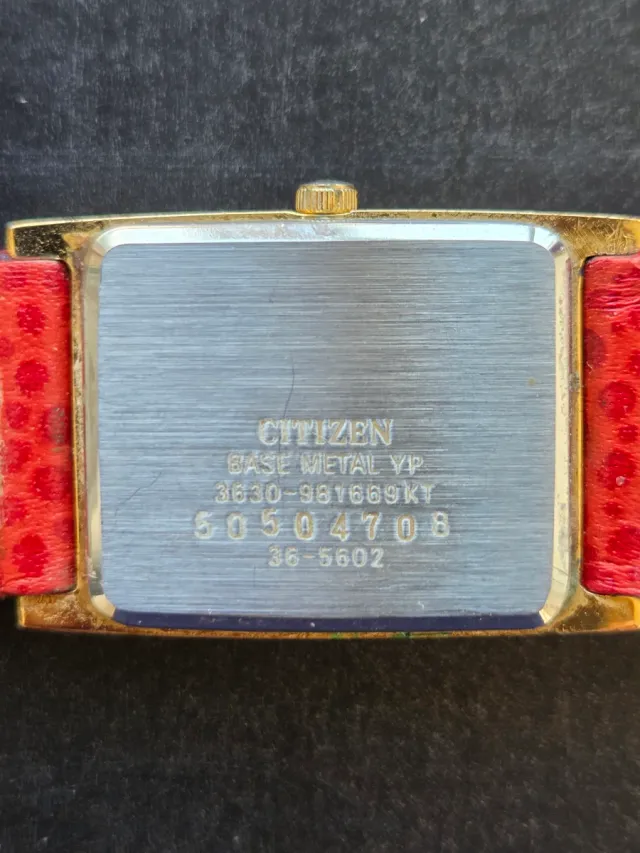 CITIZEN
BASE METAL YP
3630-981669KT
50504708
36-5602